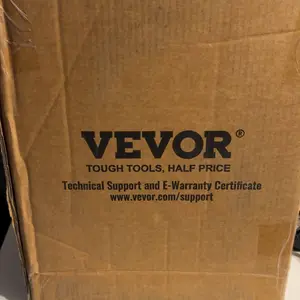 VEVOR®
TOUGH TOOLS, HALF PRICE
Technical Support and E-Warranty Certificate
www.vevor.com/support